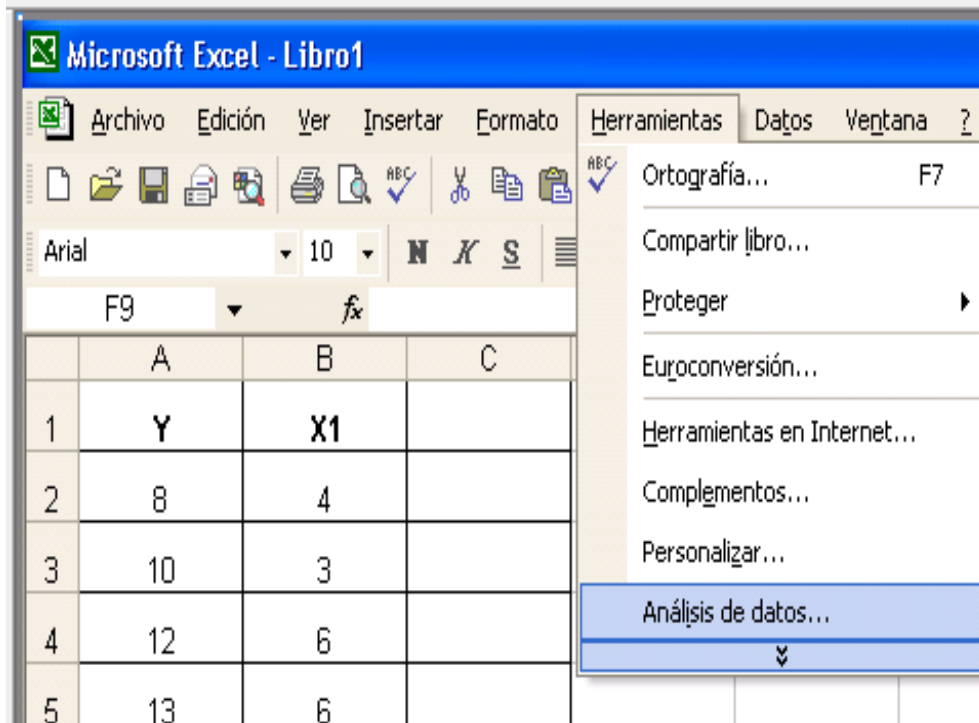 Microsoft Excel - Libro1
Archivo Edición Ver Insertar Formato Herramientas Datos Ventana ?
ABC ABC Ortografía... F7
Compartir libro...
Arial 10 N K S
Proteger
F9 fx
Euroconversión...
A B C
1 Y X1
Herramientas en Internet...
2 8 4
Complementos...
Personalizar...
3 10 3
Análisis de datos...
4 12 6
5 13 6